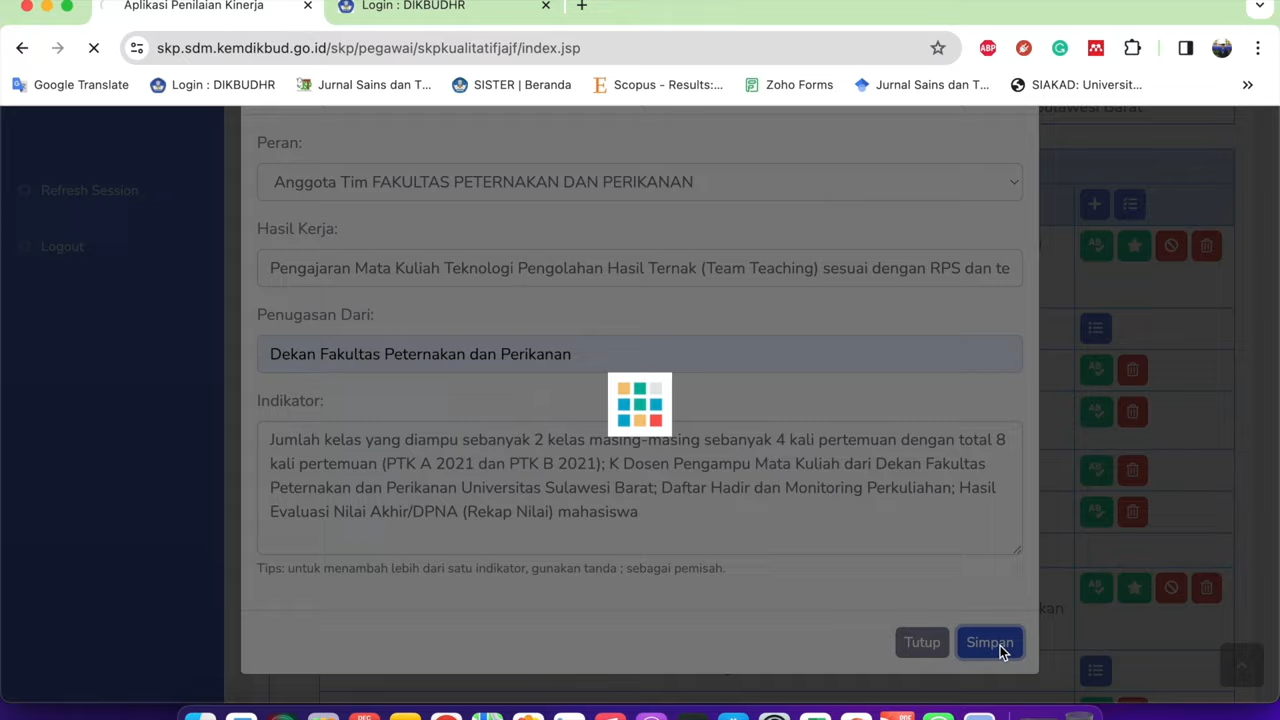 Aplikasi Penilaian Kinerja
Login : DIKBUDHR
skp.sdm.kemdikbud.go.id/skp/pegawai/skpkualitatifjajf/index.jsp
ABP
Google Translate
Login : DIKBUDHR
Jurnal Sains dan T...
SISTER | Beranda
Scopus - Results:...
Zoho Forms
Jurnal Sains dan T...
SIAKAD: Universit...
Refresh Session
Logout
Peran:
Anggota Tim FAKULTAS PETERNAKAN DAN PERIKANAN
Hasil Kerja:
Pengajaran Mata Kuliah Teknologi Pengolahan Hasil Ternak (Team Teaching) sesuai dengan RPS dan te
Penugasan Dari:
Dekan Fakultas Peternakan dan Perikanan
Indikator:
Jumlah kelas yang diampu sebanyak 2 kelas masing-masing sebanyak 4 kali pertemuan dengan total 8
kali pertemuan (PTK A 2021 dan PTK B 2021); K Dosen Pengampu Mata Kuliah dari Dekan Fakultas
Peternakan dan Perikanan Universitas Sulawesi Barat; Daftar Hadir dan Monitoring Perkuliahan; Hasil
Evaluasi Nilai Akhir/DPNA (Rekap Nilai) mahasiswa
Tips: untuk menambah lebih dari satu indikator, gunakan tanda ; sebagai pemisah.
kan
Tutup
Simpan